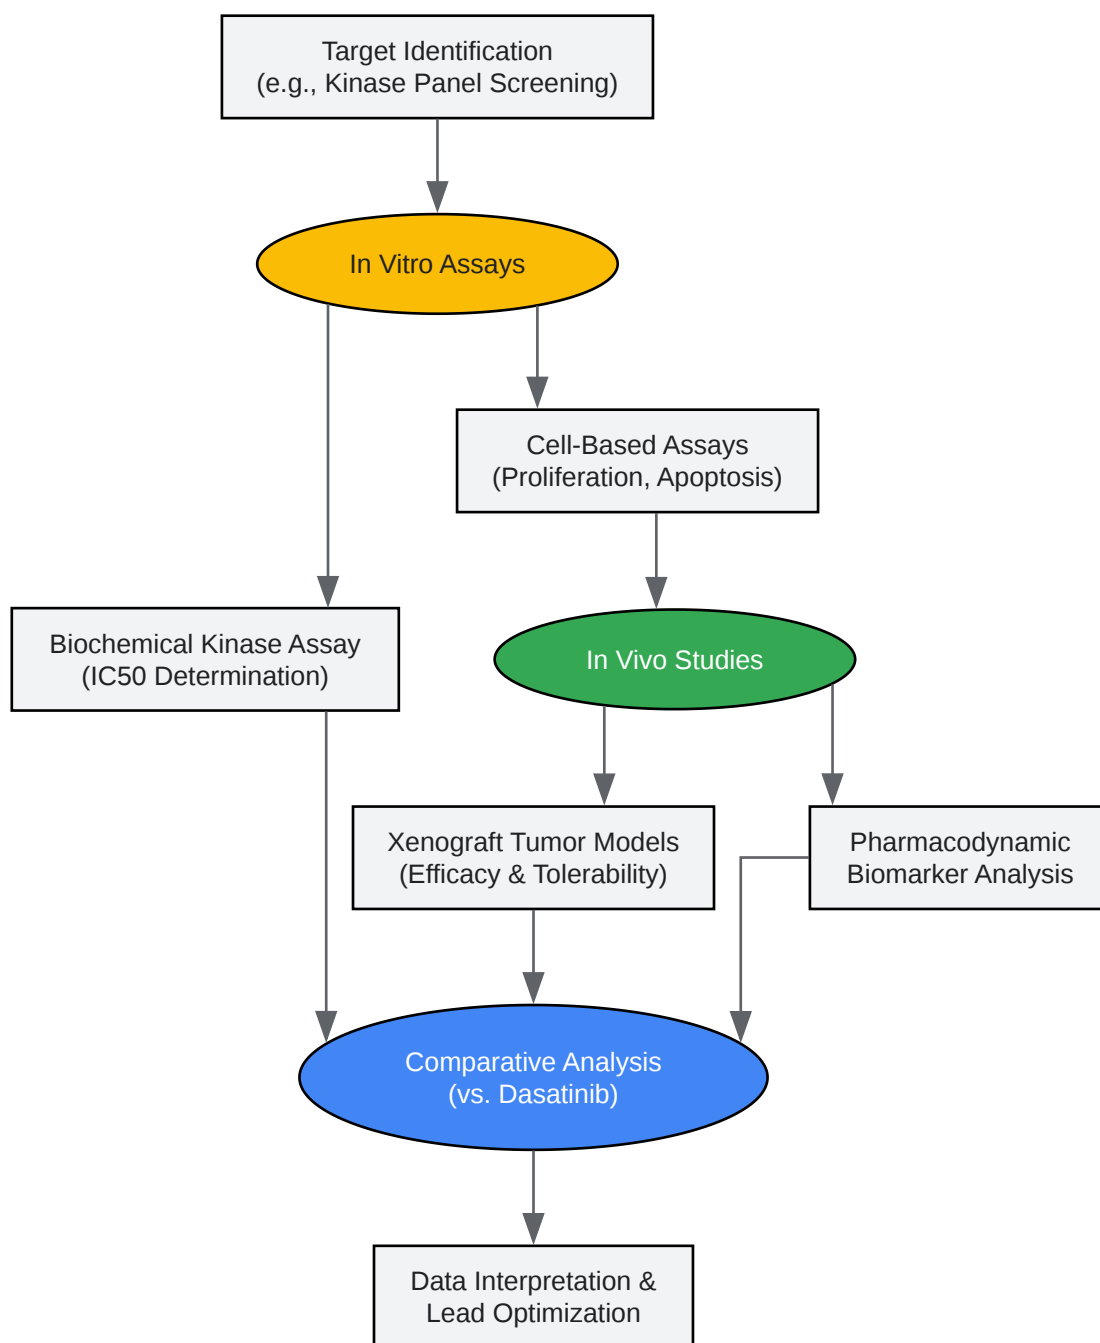 Target Identification
(e.g., Kinase Panel Screening)
In Vitro Assays
Cell-Based Assays
(Proliferation, Apoptosis)
Biochemical Kinase Assay
(IC50 Determination)
In Vivo Studies
Xenograft Tumor Models
(Efficacy & Tolerability)
Pharmacodynamic
Biomarker Analysis
Comparative Analysis
(vs. Dasatinib)
Data Interpretation &
Lead Optimization